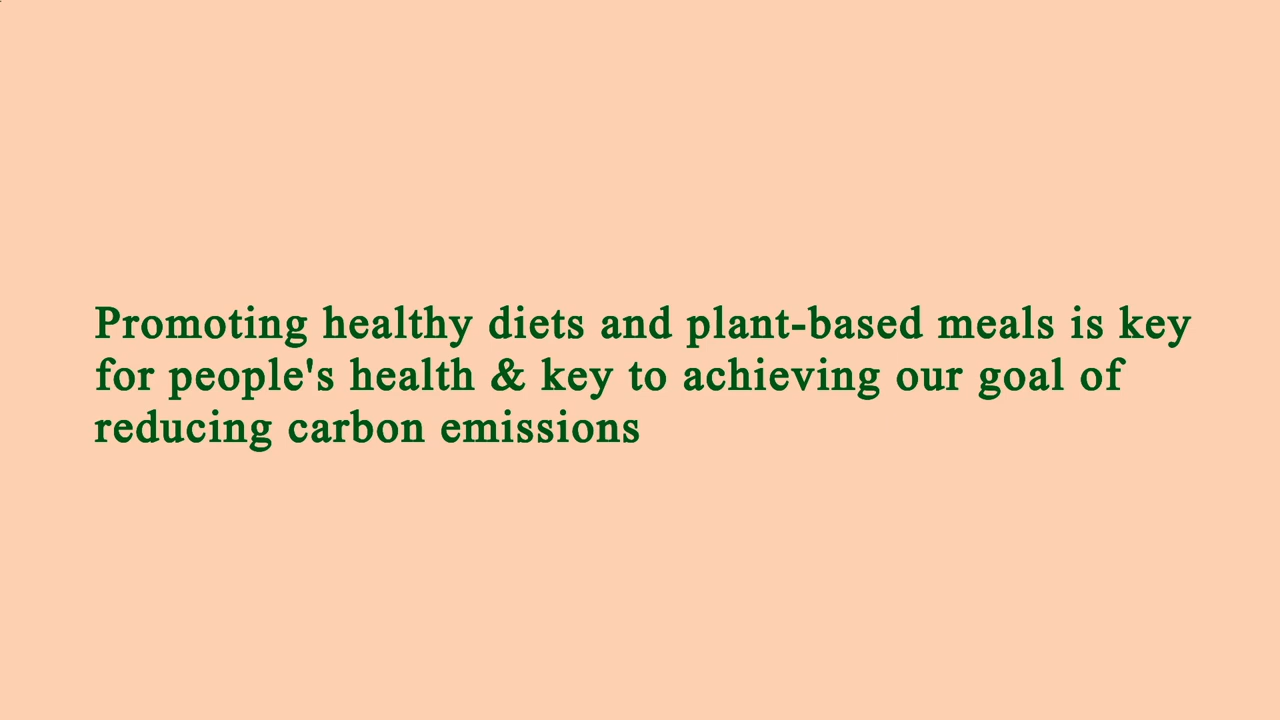 Promoting healthy diets and plant-based meals is key
for people's health & key to achieving our goal of
reducing carbon emissions